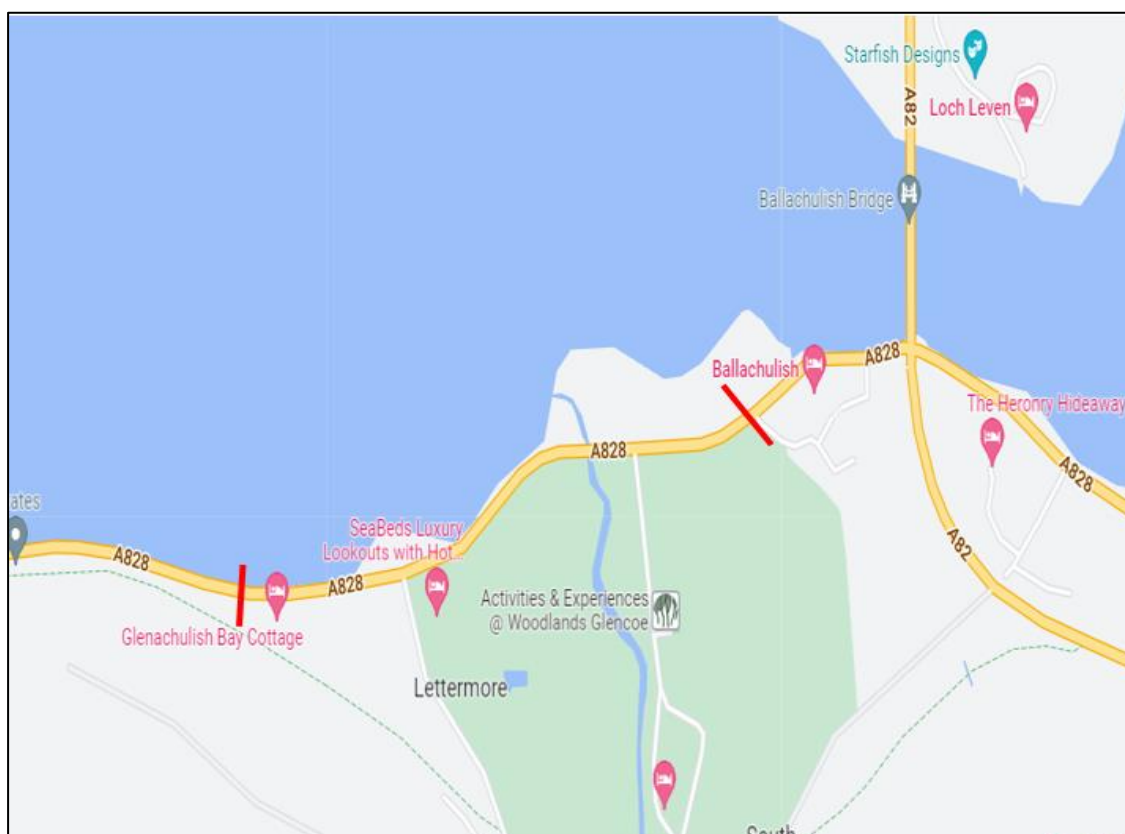 Starfish Designs
A82
Loch Leven
Ballachulish Bridge
A828
Ballachulish
The Heronry Hideaway
A828
A828
ates
SeaBeds Luxury
Lookouts with Hot...
A828
A828
A82
Activities & Experiences
@ Woodlands Glencoe
Glenachulish Bay Cottage
Lettermore
South